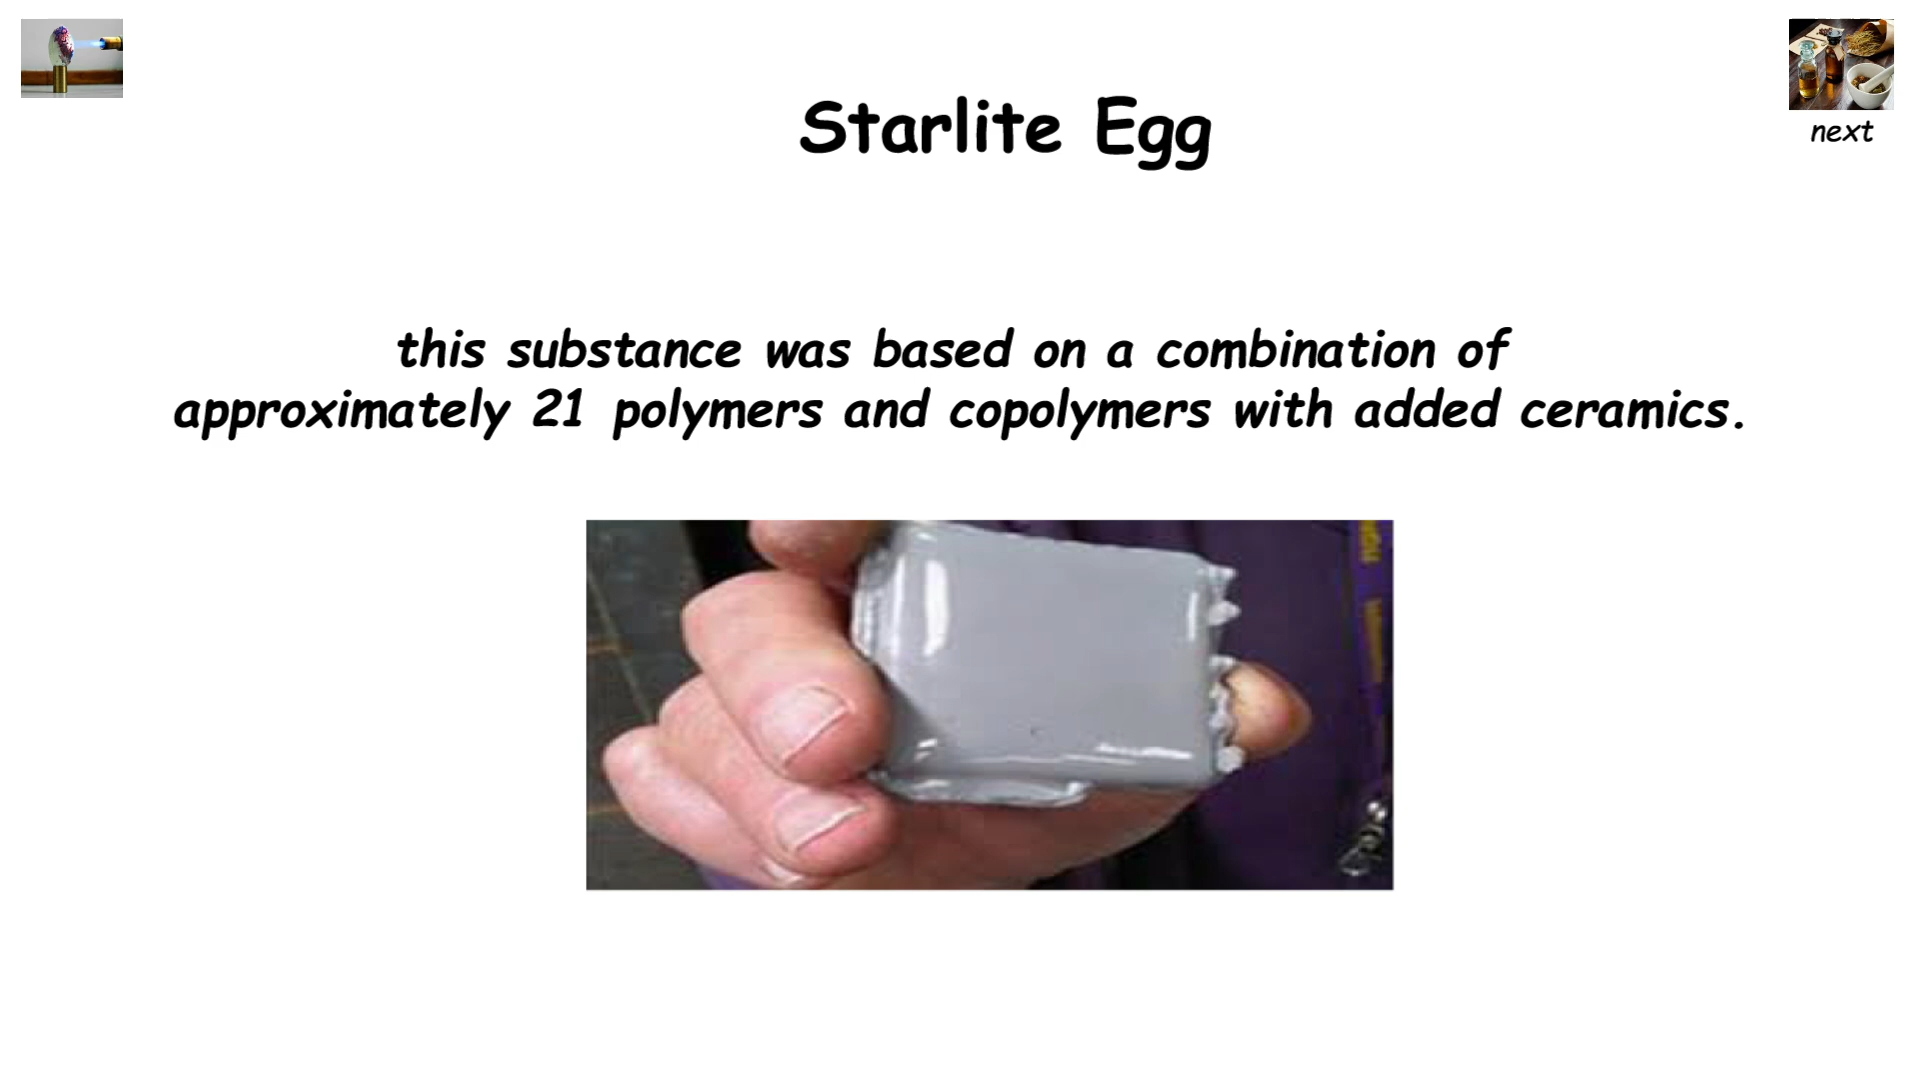 Starlite Egg
next
this substance was based on a combination of
approximately 21 polymers and copolymers with added ceramics.